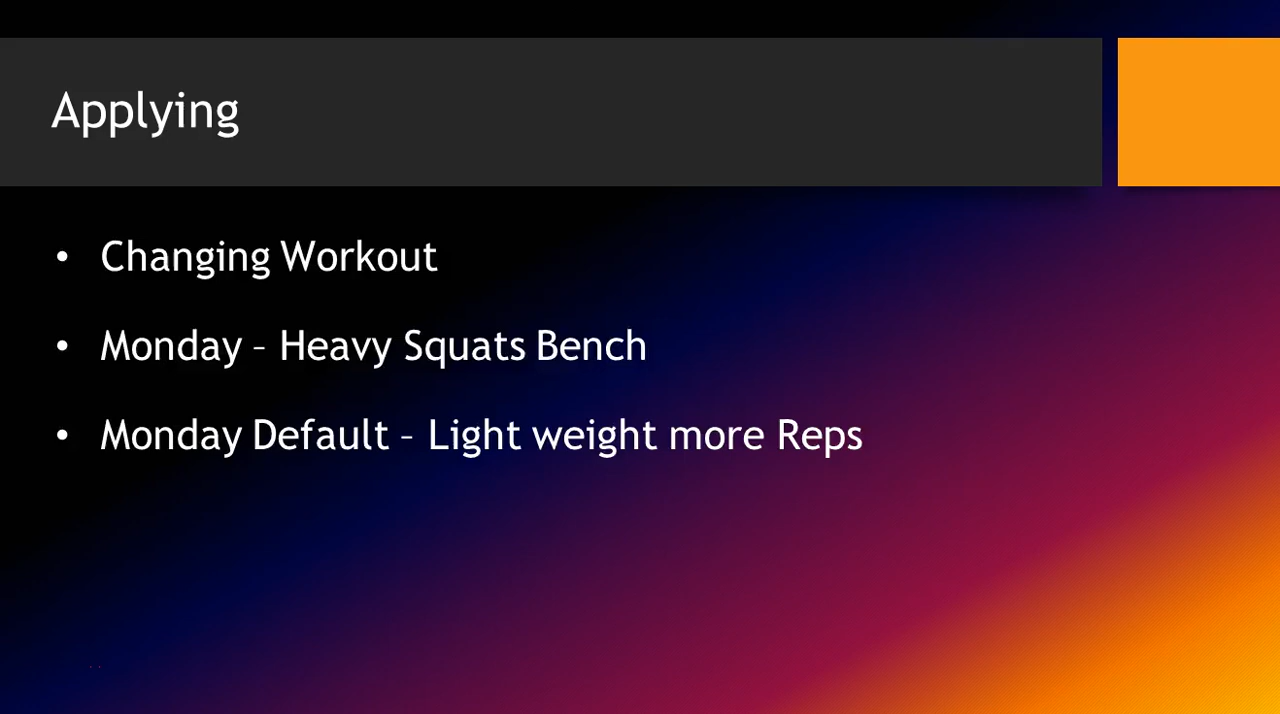 Applying
• Changing Workout
• Monday – Heavy Squats Bench
• Monday Default – Light weight more Reps